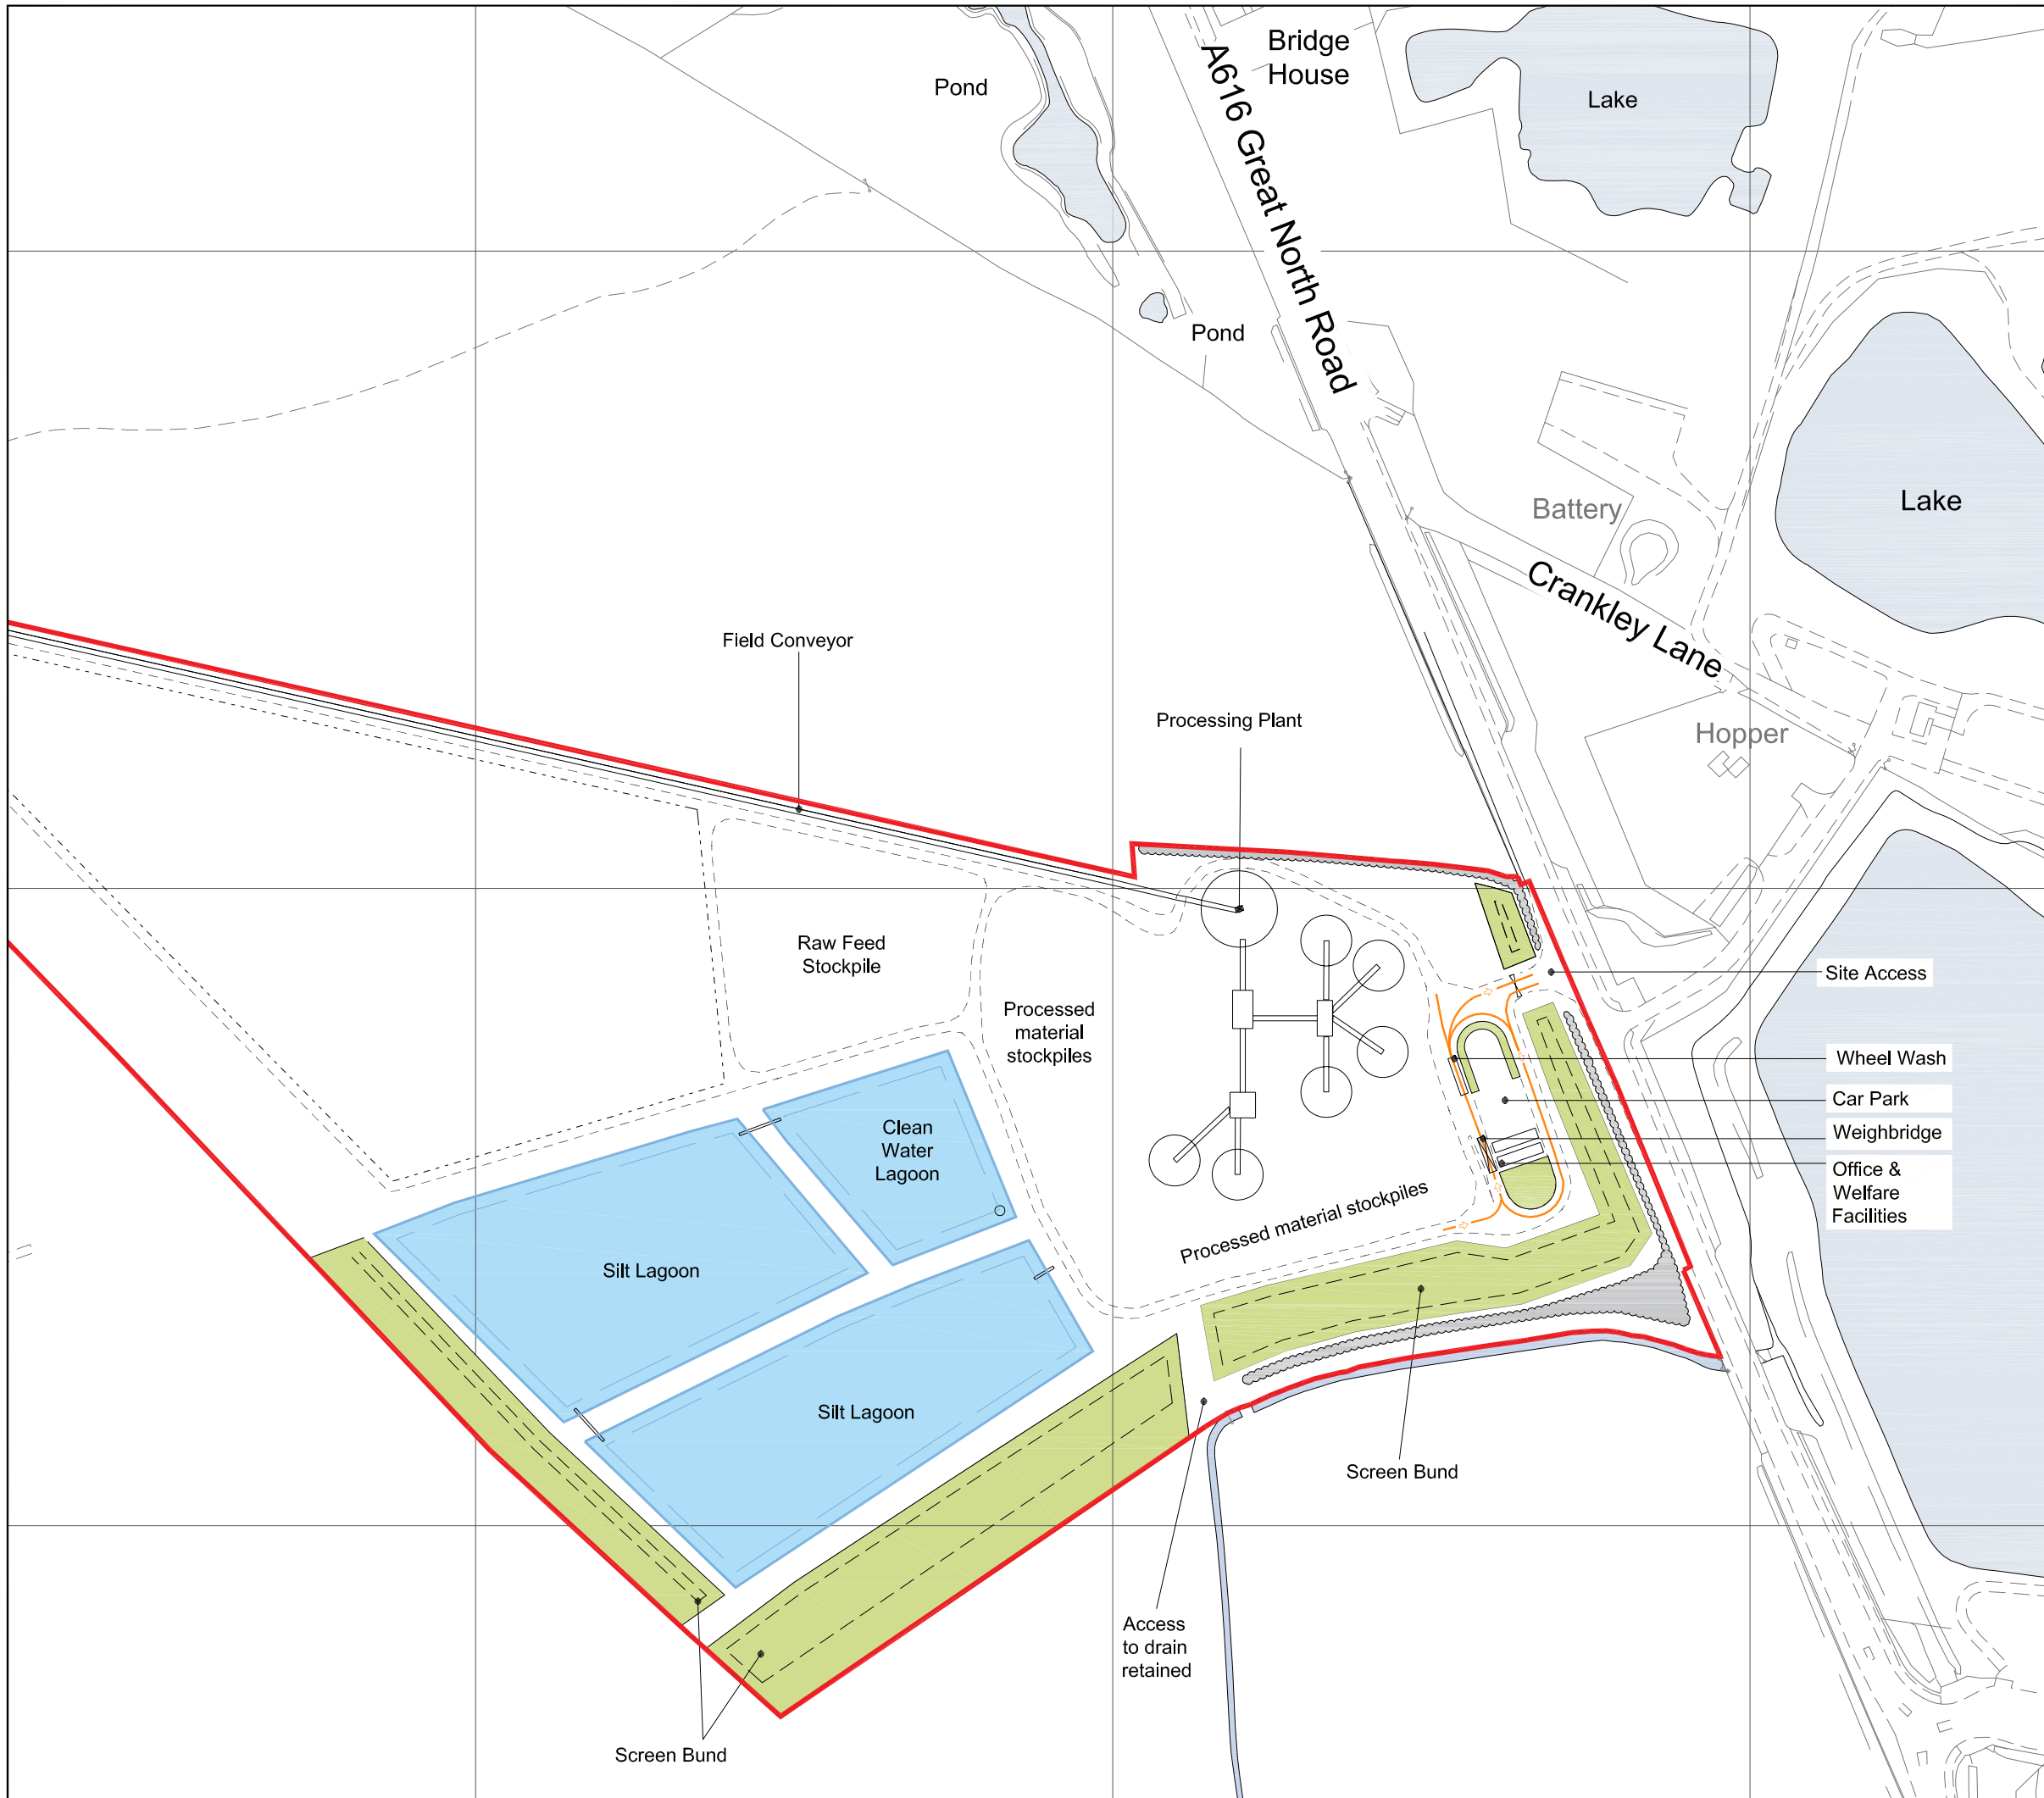 Bridge
House
Pond
Lake
A616 Great North Road
Pond
Lake
Battery
Crankley Lane
Field Conveyor
Processing Plant
Hopper
Raw Feed
Stockpile
Site Access
Processed
material
stockpiles
Wheel Wash
Car Park
Weighbridge
Office &
Welfare
Facilities
Clean
Water
Lagoon
Processed material stockpiles
Silt Lagoon
Silt Lagoon
Screen Bund
Access
to drain
retained
Screen Bund